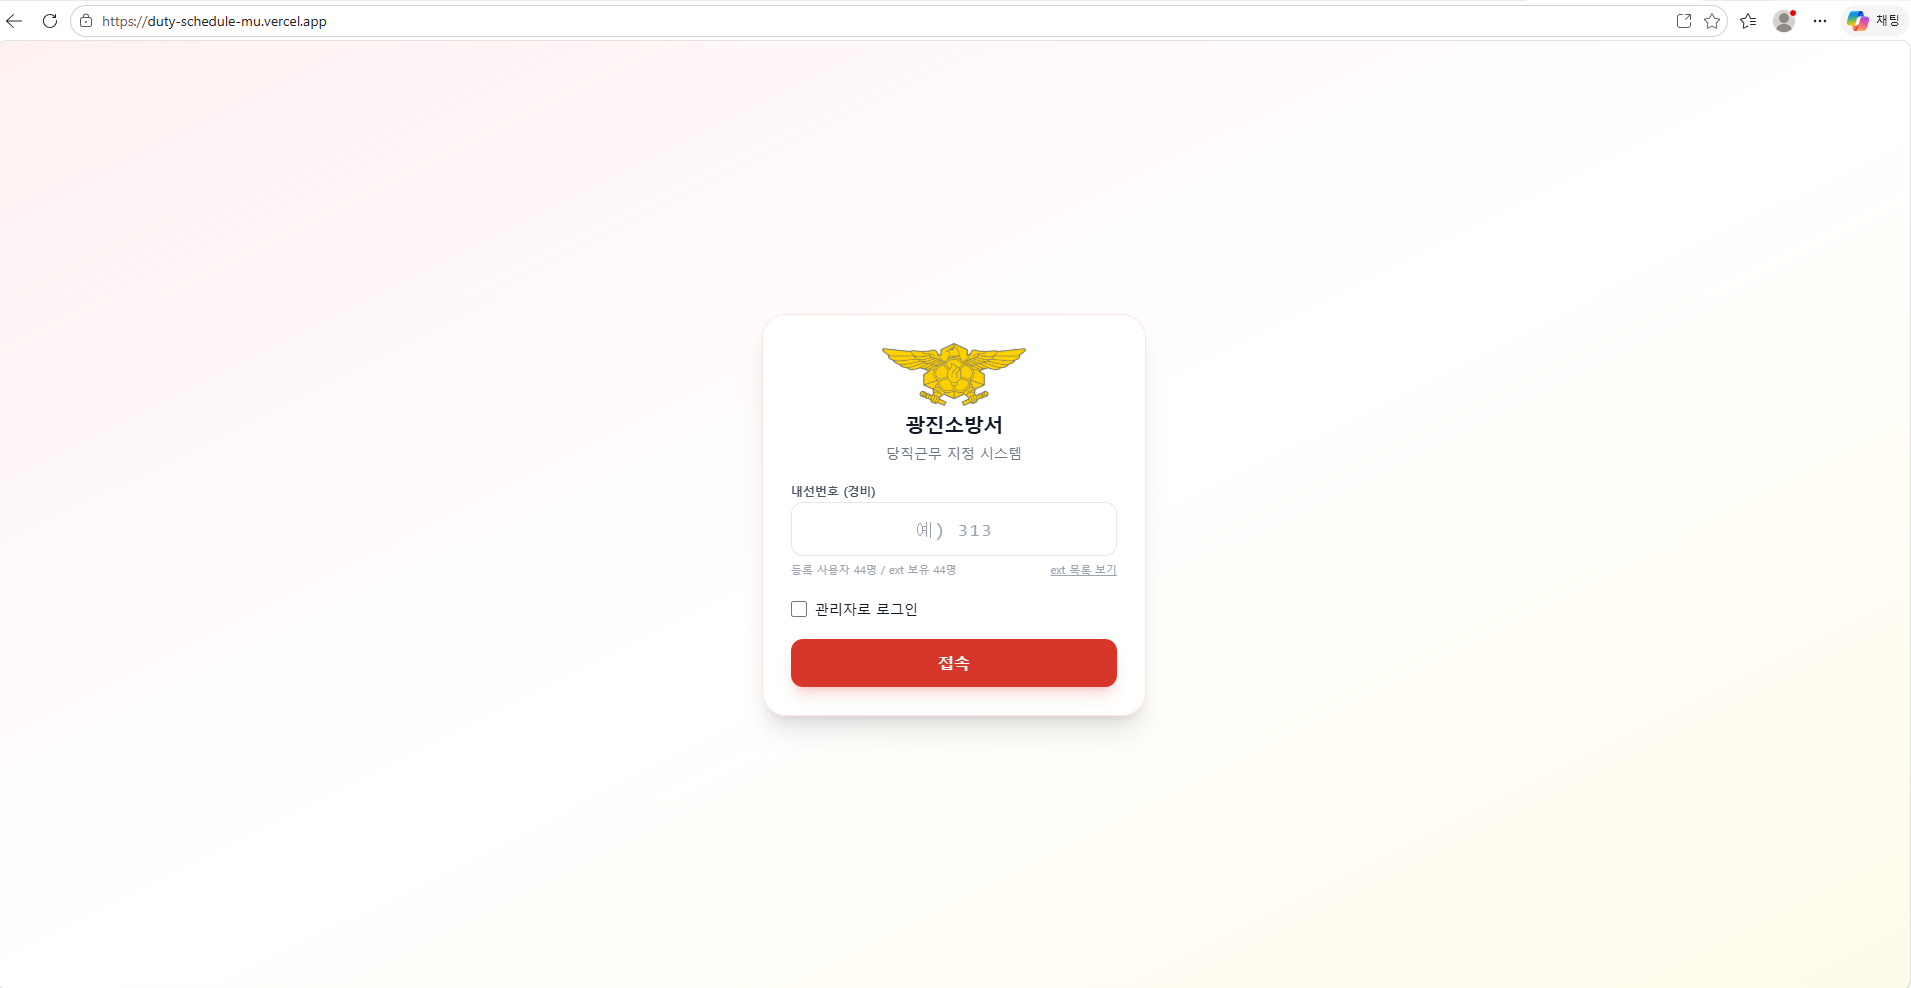 https://duty-schedule-mu.vercel.app
채팅
광진소방서
당직근무 지정 시스템
내선번호 (경비)
예) 313
등록 사용자 44명 / ext 보유 44명
ext 목록 보기
관리자로 로그인
접속